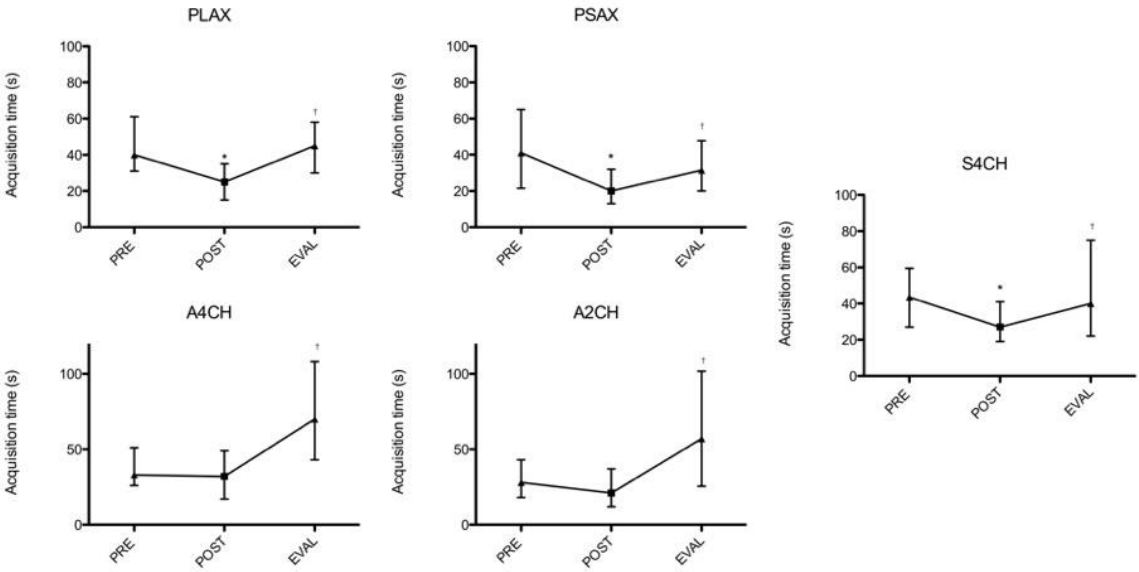 PLAX
Acquisition time (s)
100
80
60
40
20
0
*
†
PRE
POST
EVAL
PSAX
Acquisition time (s)
100
80
60
40
20
0
*
†
PRE
POST
EVAL
S4CH
Acquisition time (s)
100
80
60
40
20
0
*
†
PRE
POST
EVAL
A4CH
Acquisition time (s)
100
50
0
†
PRE
POST
EVAL
A2CH
Acquisition time (s)
100
50
0
†
PRE
POST
EVAL